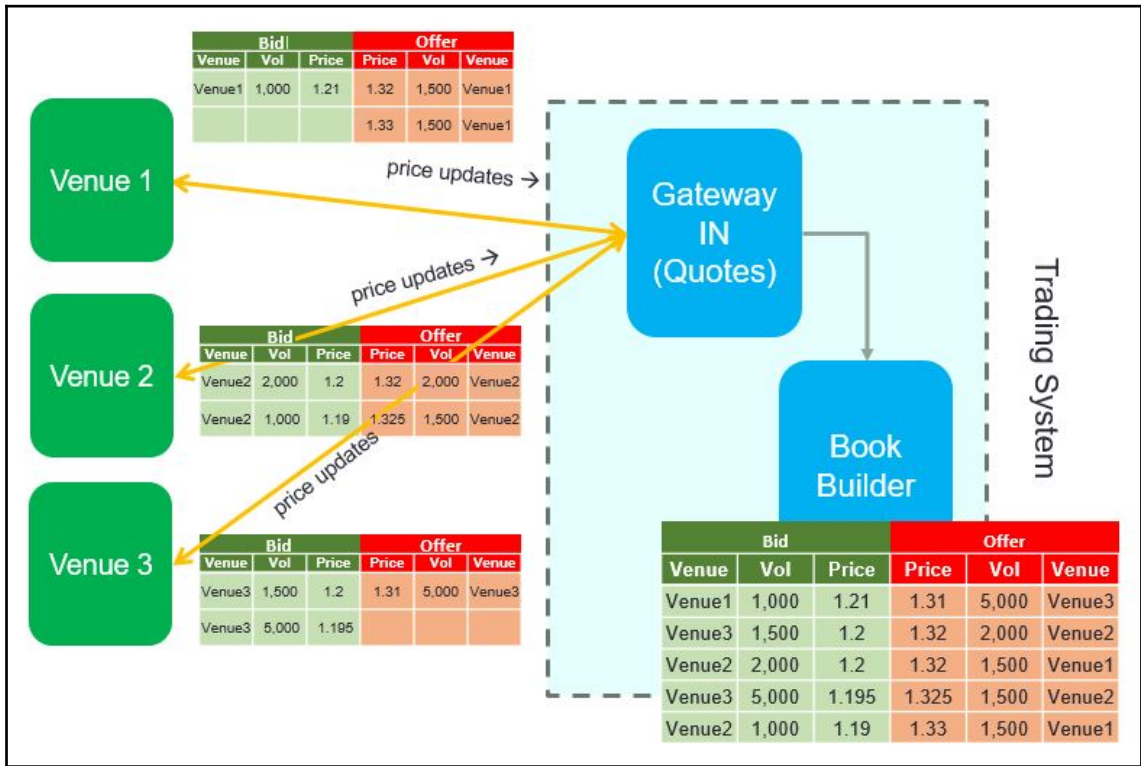 Bid Offer
Venue Vol Price Price Vol Venue
Venue1 1,000 1.21 1.32 1,500 Venue1
1.33 1,500 Venue1
Venue 1
price updates →
Gateway
IN
(Quotes)
price updates →
Venue 2
Bid Offer
Venue Vol Price Price Vol Venue
Venue2 2,000 1.2 1.32 2,000 Venue2
Venue2 1,000 1.19 1.325 1,500 Venue2
price updates
Trading System
Book
Builder
Venue 3
Bid Offer
Venue Vol Price Price Vol Venue
Venue3 1,500 1.2 1.31 5,000 Venue3
Venue3 5,000 1.195
Bid Offer
Venue Vol Price Price Vol Venue
Venue1 1,000 1.21 1.31 5,000 Venue3
Venue3 1,500 1.2 1.32 2,000 Venue2
Venue2 2,000 1.2 1.32 1,500 Venue1
Venue3 5,000 1.195 1.325 1,500 Venue2
Venue2 1,000 1.19 1.33 1,500 Venue1